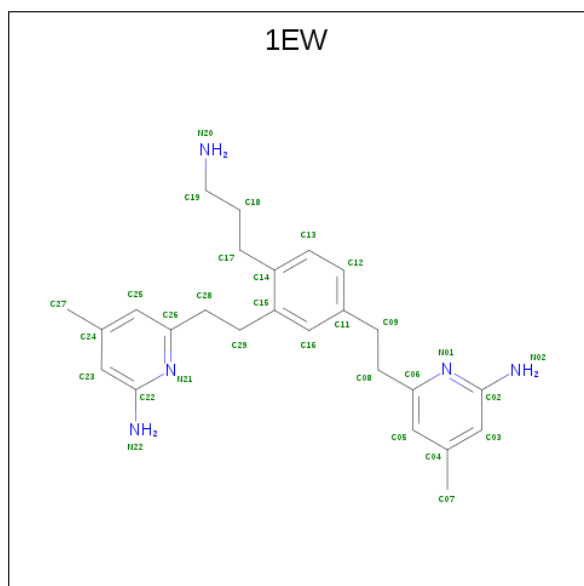 1EW
N20
NH₂
C19 C18
C13
C17 C12
C14
C27 C25 C28 C15 C09
C26 C11
C24 C29 C16 N01 N02
N NH₂
C23 N C08 C06 C02
N21
C22 C05 C03
NH₂ C04
N22
C07